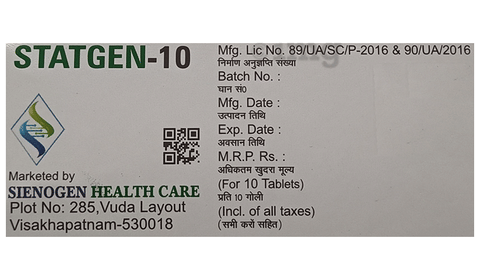 STATGEN-10
Marketed by
SIENOGEN HEALTH CARE
Plot No: 285,Vuda Layout
Visakhapatnam-530018
Mfg. Lic No. 89/UA/SC/P-2016 & 90/UA/2016
निर्माण अनुज्ञप्ति संख्या
Batch No. :
घान सं0
Mfg. Date :
उत्पादन तिथि
Exp. Date :
अवसान तिथि
M.R.P. Rs. :
अधिकतम खुदरा मूल्य
(For 10 Tablets)
प्रति 10 गोली
(Incl. of all taxes)
(सभी करों सहित)